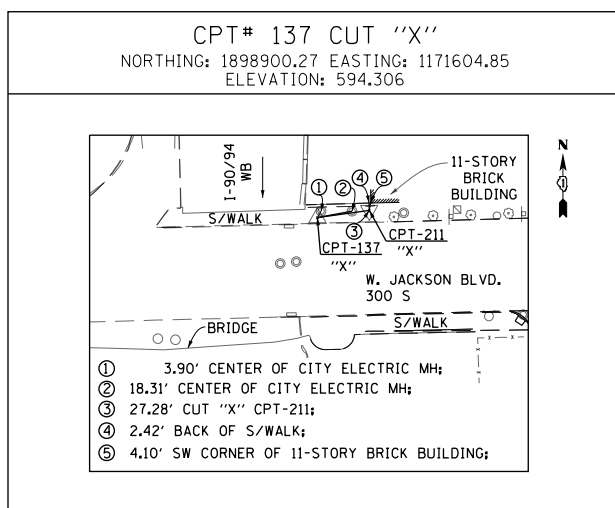 CPT# 137 CUT "X"
NORTHING: 1898900.27 EASTING: 1171604.85
ELEVATION: 594.306
N
I-90/94
WB
11-STORY
BRICK
BUILDING
① ② ④ ⑤
S/WALK
③
CPT-137
"X"
CPT-211
"X"
W. JACKSON BLVD.
300 S
BRIDGE
S/WALK
① 3.90' CENTER OF CITY ELECTRIC MH;
② 18.31' CENTER OF CITY ELECTRIC MH;
③ 27.28' CUT "X" CPT-211;
④ 2.42' BACK OF S/WALK;
⑤ 4.10' SW CORNER OF 11-STORY BRICK BUILDING;